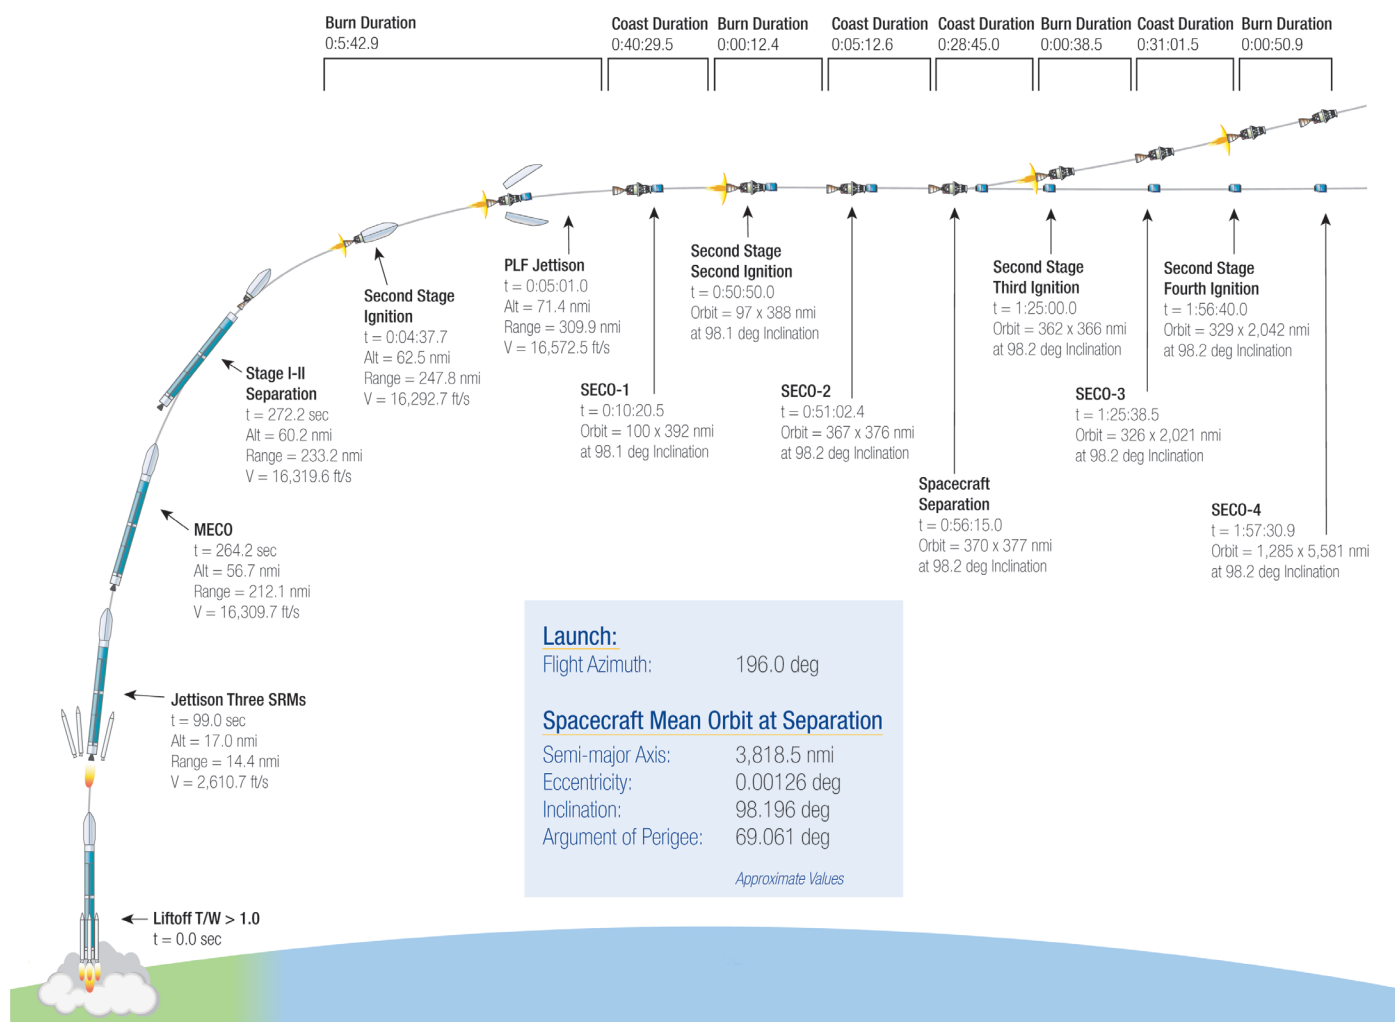 Burn Duration
0:5:42.9
Coast Duration
0:40:29.5
Burn Duration
0:00:12.4
Coast Duration
0:05:12.6
Coast Duration
0:28:45.0
Burn Duration
0:00:38.5
Coast Duration
0:31:01.5
Burn Duration
0:00:50.9
Liftoff T/W > 1.0
t = 0.0 sec
Jettison Three SRMs
t = 99.0 sec
Alt = 17.0 nmi
Range = 14.4 nmi
V = 2,610.7 ft/s
MECO
t = 264.2 sec
Alt = 56.7 nmi
Range = 212.1 nmi
V = 16,309.7 ft/s
Stage I-II
Separation
t = 272.2 sec
Alt = 60.2 nmi
Range = 233.2 nmi
V = 16,319.6 ft/s
Second Stage
Ignition
t = 0:04:37.7
Alt = 62.5 nmi
Range = 247.8 nmi
V = 16,292.7 ft/s
PLF Jettison
t = 0:05:01.0
Alt = 71.4 nmi
Range = 309.9 nmi
V = 16,572.5 ft/s
SECO-1
t = 0:10:20.5
Orbit = 100 x 392 nmi
at 98.1 deg Inclination
Second Stage
Second Ignition
t = 0:50:50.0
Orbit = 97 x 388 nmi
at 98.1 deg Inclination
SECO-2
t = 0:51:02.4
Orbit = 367 x 376 nmi
at 98.2 deg Inclination
Spacecraft
Separation
t = 0:56:15.0
Orbit = 370 x 377 nmi
at 98.2 deg Inclination
Second Stage
Third Ignition
t = 1:25:00.0
Orbit = 362 x 366 nmi
at 98.2 deg Inclination
SECO-3
t = 1:25:38.5
Orbit = 326 x 2,021 nmi
at 98.2 deg Inclination
Second Stage
Fourth Ignition
t = 1:56:40.0
Orbit = 329 x 2,042 nmi
at 98.2 deg Inclination
SECO-4
t = 1:57:30.9
Orbit = 1,285 x 5,581 nmi
at 98.2 deg Inclination
Launch:
Flight Azimuth: 196.0 deg
Spacecraft Mean Orbit at Separation
Semi-major Axis: 3,818.5 nmi
Eccentricity: 0.00126 deg
Inclination: 98.196 deg
Argument of Perigee: 69.061 deg
Approximate Values